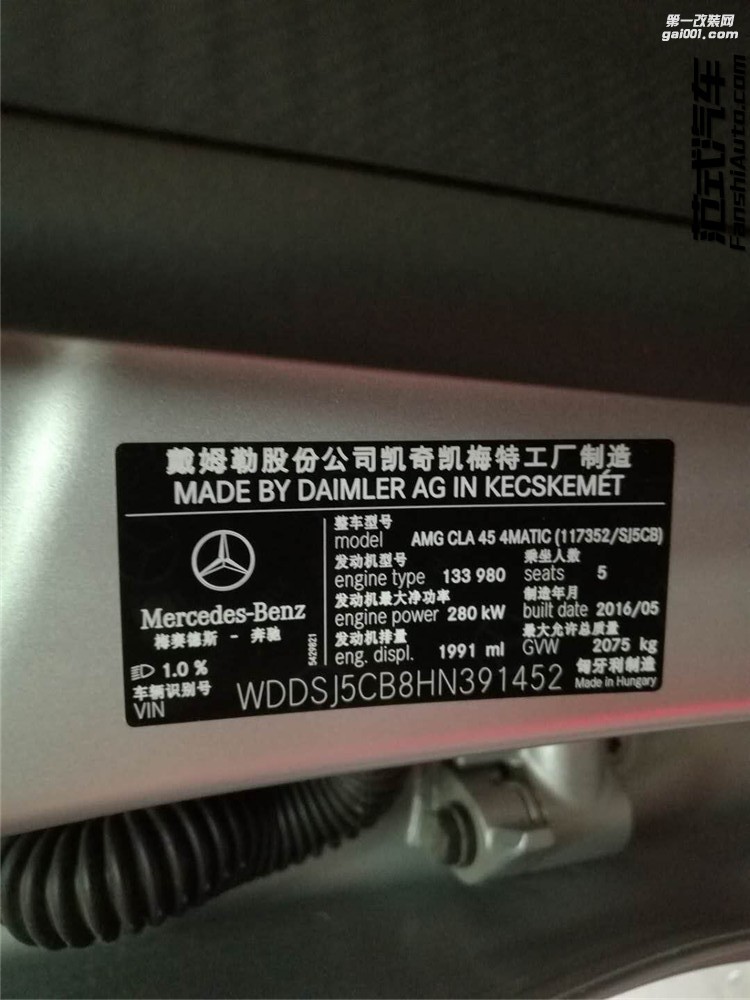 第一改装网
gai001.com
范式汽车
FanshiAuto.com
戴姆勒股份公司凯奇凯梅特工厂制造
MADE BY DAIMLER AG IN KECSKEMÉT
整车型号
model AMG CLA 45 4MATIC (117352/SJ5CB)
发动机型号 乘坐人数
engine type 133 980 seats 5
发动机最大净功率 制造年月
engine power 280 kW built date 2016/05
发动机排量 最大允许总质量
eng. displ. 1991 ml GVW 2075 kg
Mercedes-Benz
梅赛德斯 - 奔驰
5429821
1.0 %
车辆识别号
VIN WDDSJ5CB8HN391452
匈牙利制造
Made in Hungary